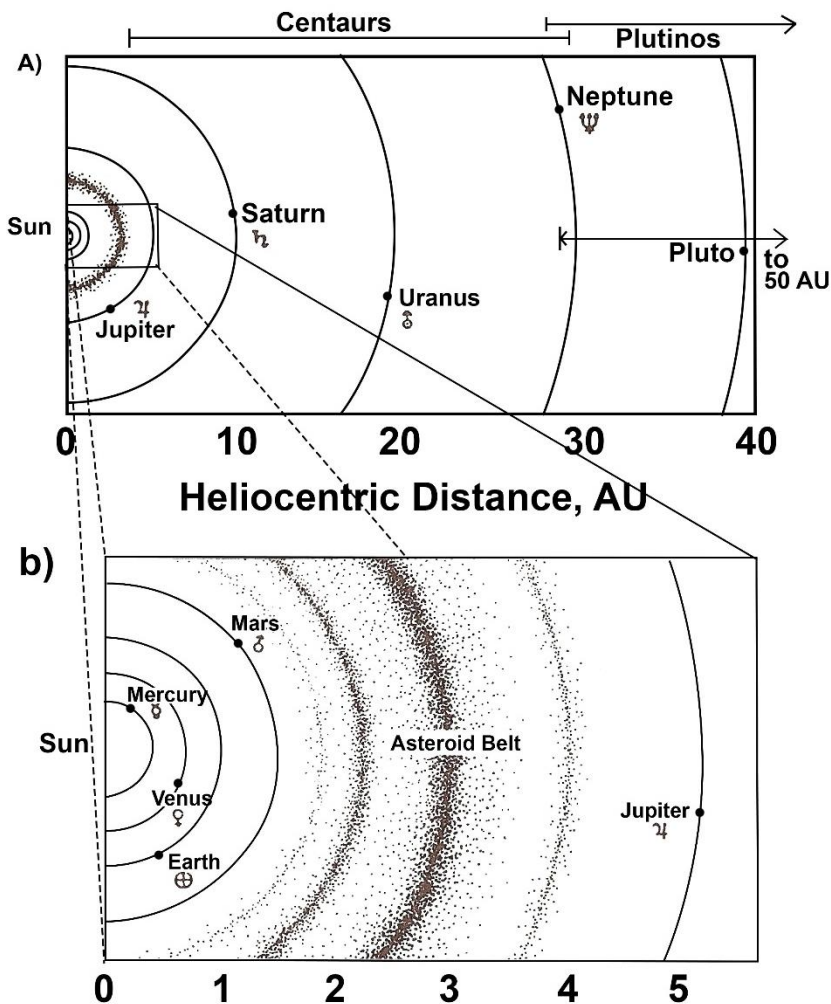 Centaurs
Plutinos
A)
Neptune
♆
Saturn
♄
Sun
Pluto
to
50 AU
Uranus
⛢
♃
Jupiter
0 10 20 30 40
Heliocentric Distance, AU
b)
Mars
♂
Mercury
☿
Sun
Asteroid Belt
Venus
♀
Jupiter
♃
Earth
⊕
0 1 2 3 4 5